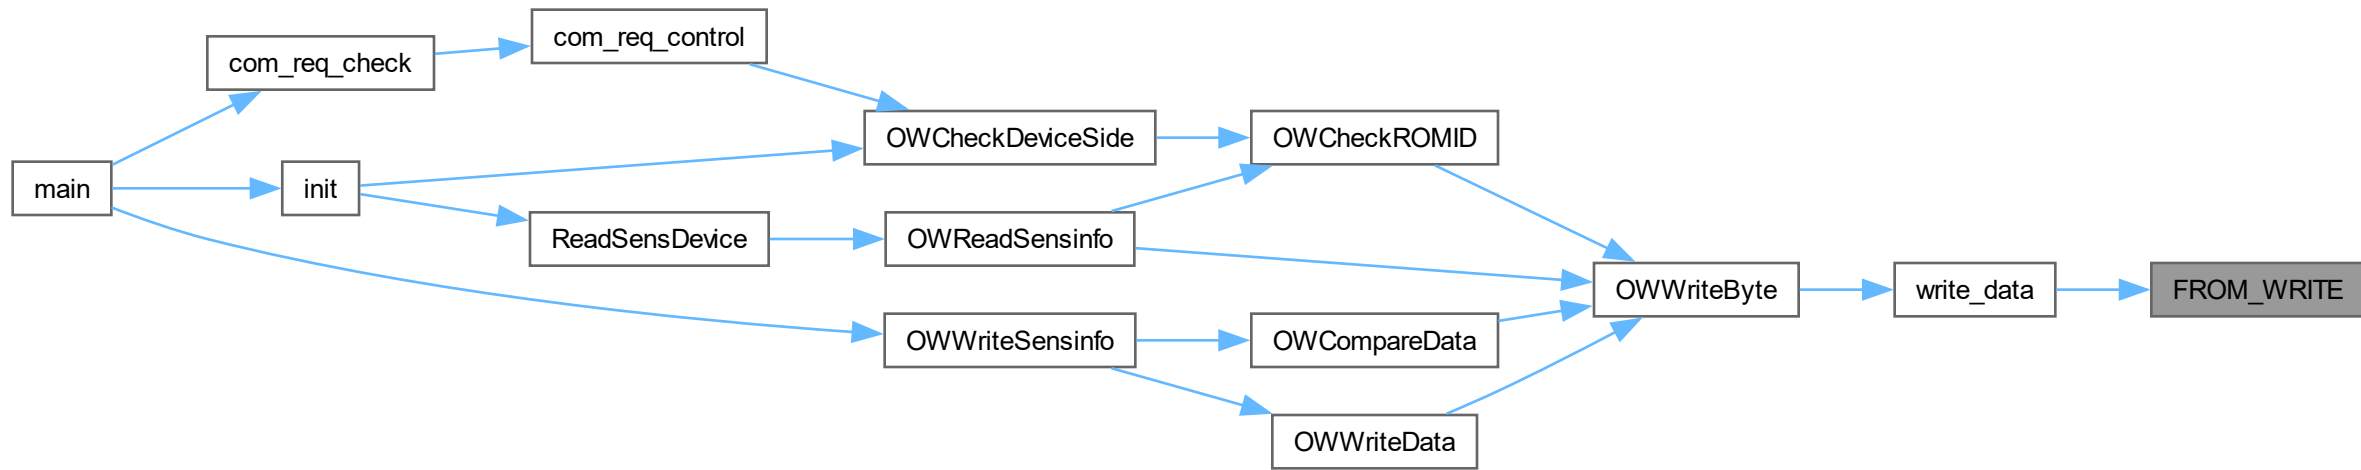 com_req_control
com_req_check
OWCheckDeviceSide
OWCheckROMID
main
init
ReadSensDevice
OWReadSensinfo
OWWriteByte
write_data
FROM_WRITE
OWWriteSensinfo
OWCompareData
OWWriteData